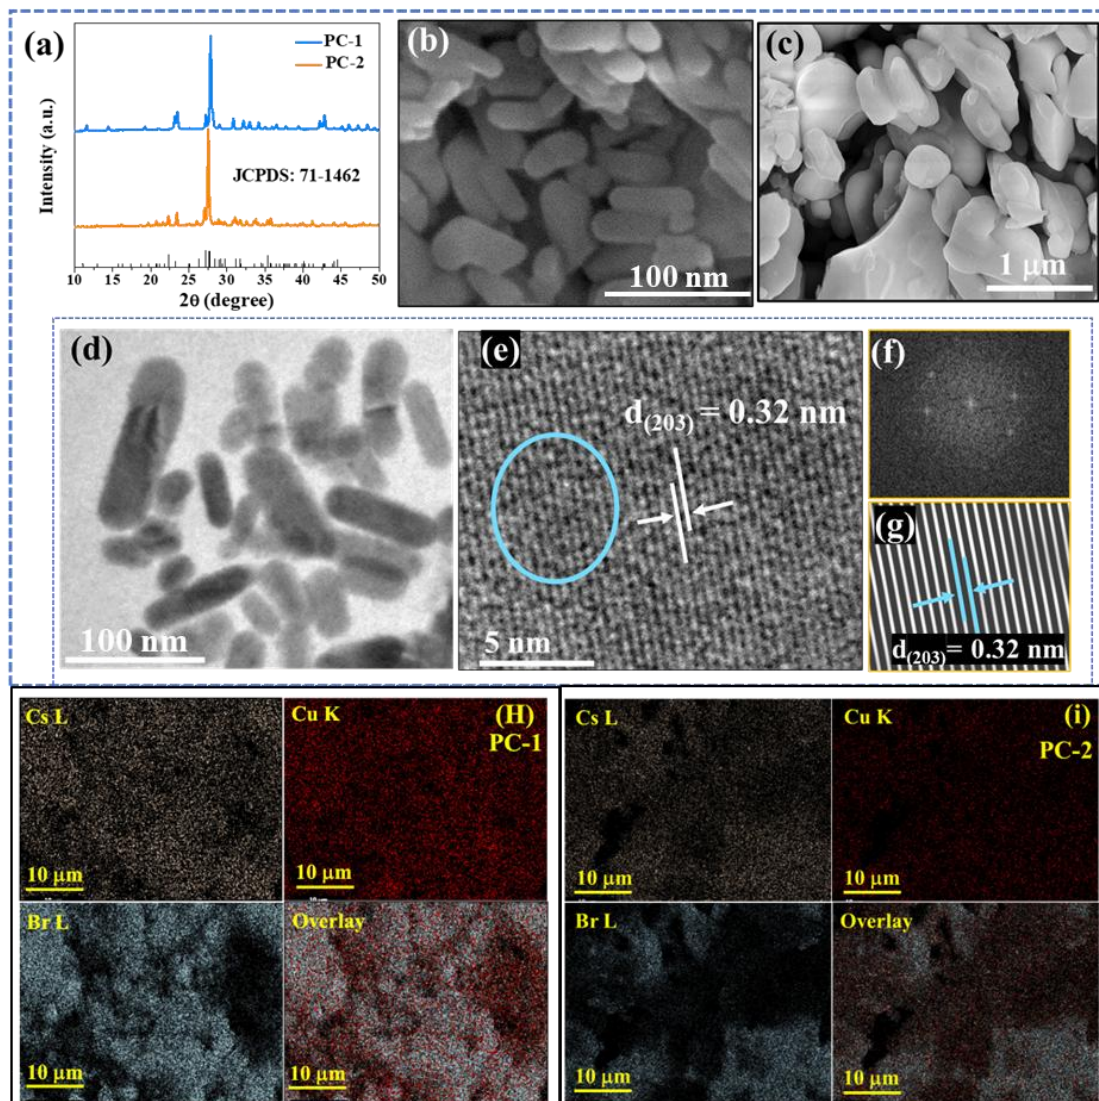 (a)
PC-1
PC-2
JCPDS: 71-1462
Intensity (a.u.)
10 15 20 25 30 35 40 45 50
2θ (degree)
(b)
100 nm
(c)
1 μm
(d)
100 nm
(e)
d(203) = 0.32 nm
5 nm
(f)
(g)
d(203) = 0.32 nm
Cs L
10 μm
Cu K
(H)
PC-1
10 μm
Br L
10 μm
Overlay
10 μm
Cs L
10 μm
Cu K
(i)
PC-2
10 μm
Br L
10 μm
Overlay
10 μm